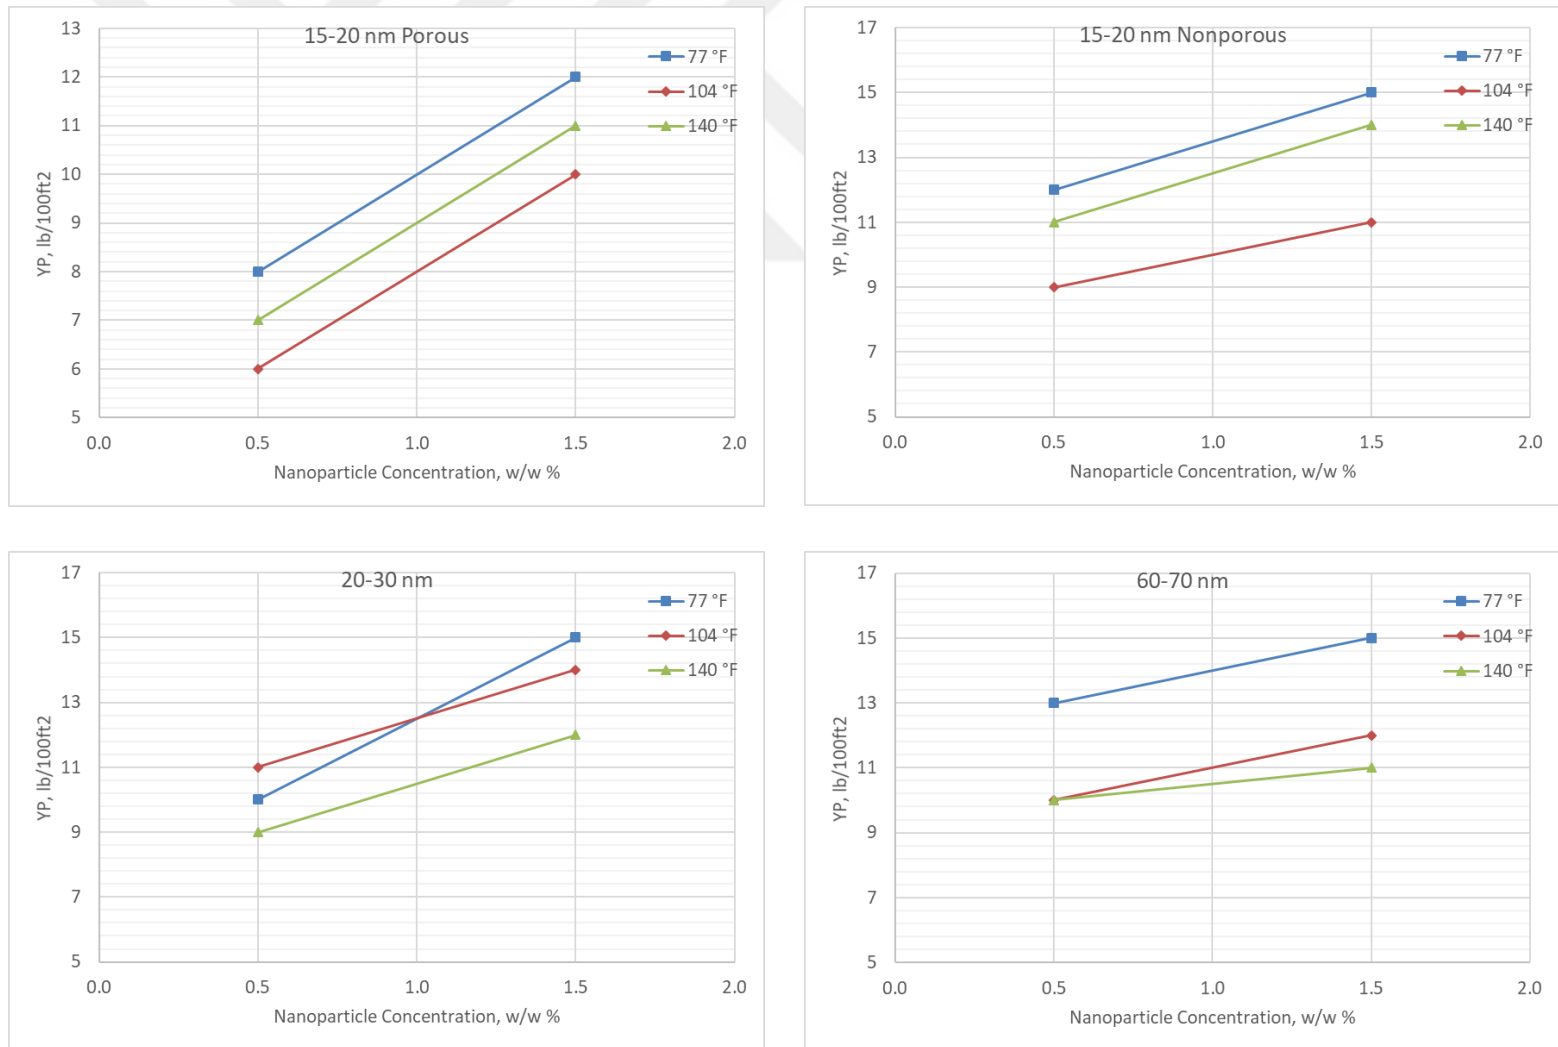 15-20 nm Porous
77 °F
104 °F
140 °F
13
12
11
10
9
8
7
6
5
YP, lb/100ft2
0.0 0.5 1.0 1.5 2.0
Nanoparticle Concentration, w/w %
15-20 nm Nonporous
77 °F
104 °F
140 °F
17
15
13
11
9
7
5
YP, lb/100ft2
0.0 0.5 1.0 1.5 2.0
Nanoparticle Concentration, w/w %
20-30 nm
77 °F
104 °F
140 °F
17
15
13
11
9
7
5
YP, lb/100ft2
0.0 0.5 1.0 1.5 2.0
Nanoparticle Concentration, w/w %
60-70 nm
77 °F
104 °F
140 °F
17
15
13
11
9
7
5
YP, lb/100ft2
0.0 0.5 1.0 1.5 2.0
Nanoparticle Concentration, w/w %